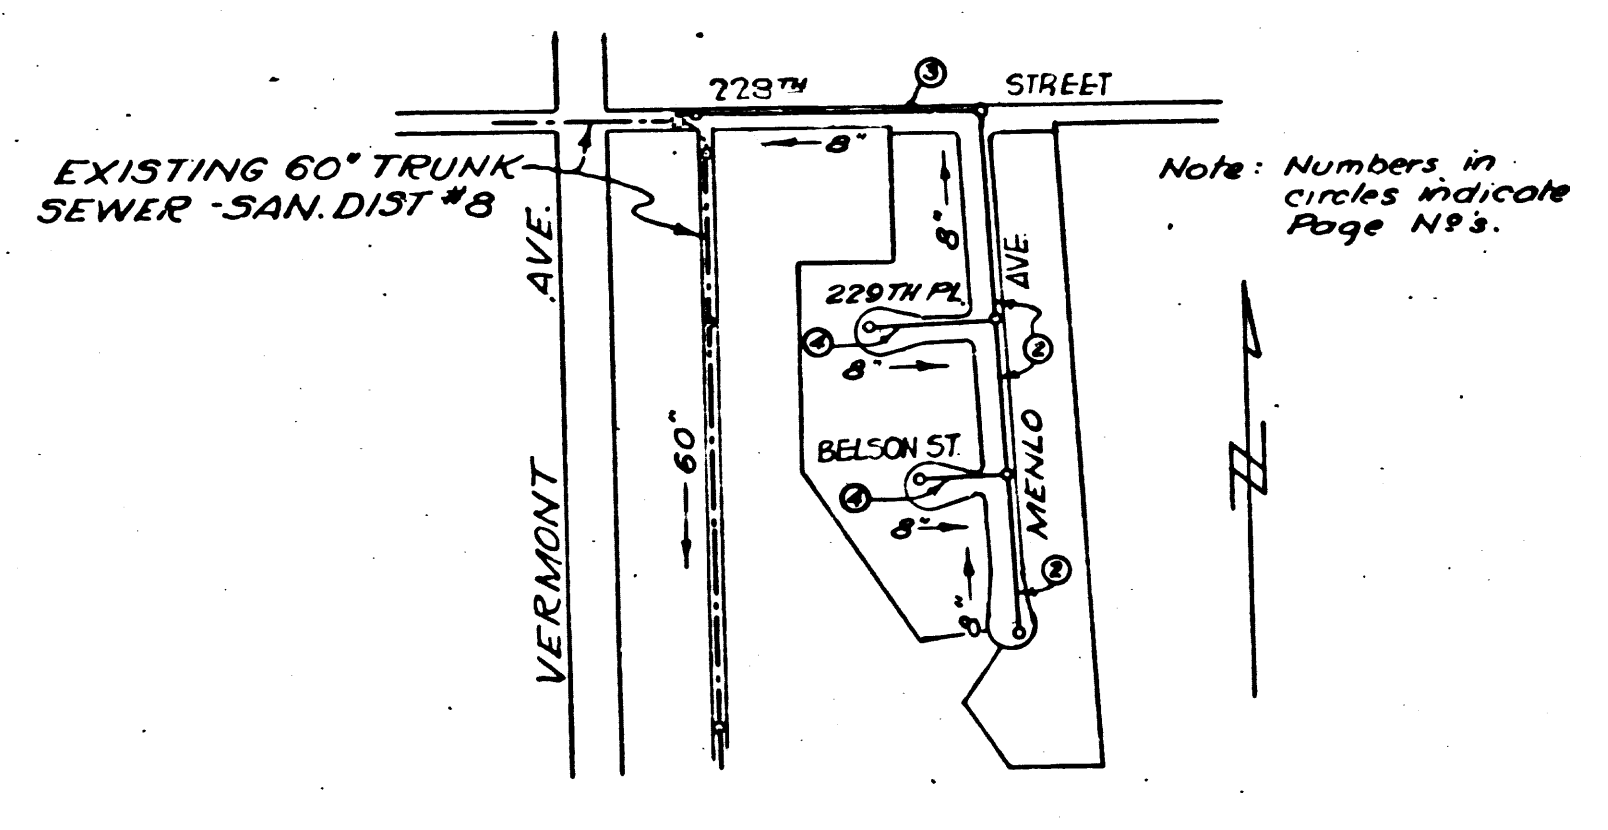 228TH STREET
3
8"
EXISTING 60" TRUNK
SEWER - SAN. DIST #8
Note: Numbers in
circles indicate
Page Nº's.
VERMONT AVE.
8"
MENLO AVE.
229TH PL.
4
2
8"
60"
BELSON ST.
4
8"
2
8"
N